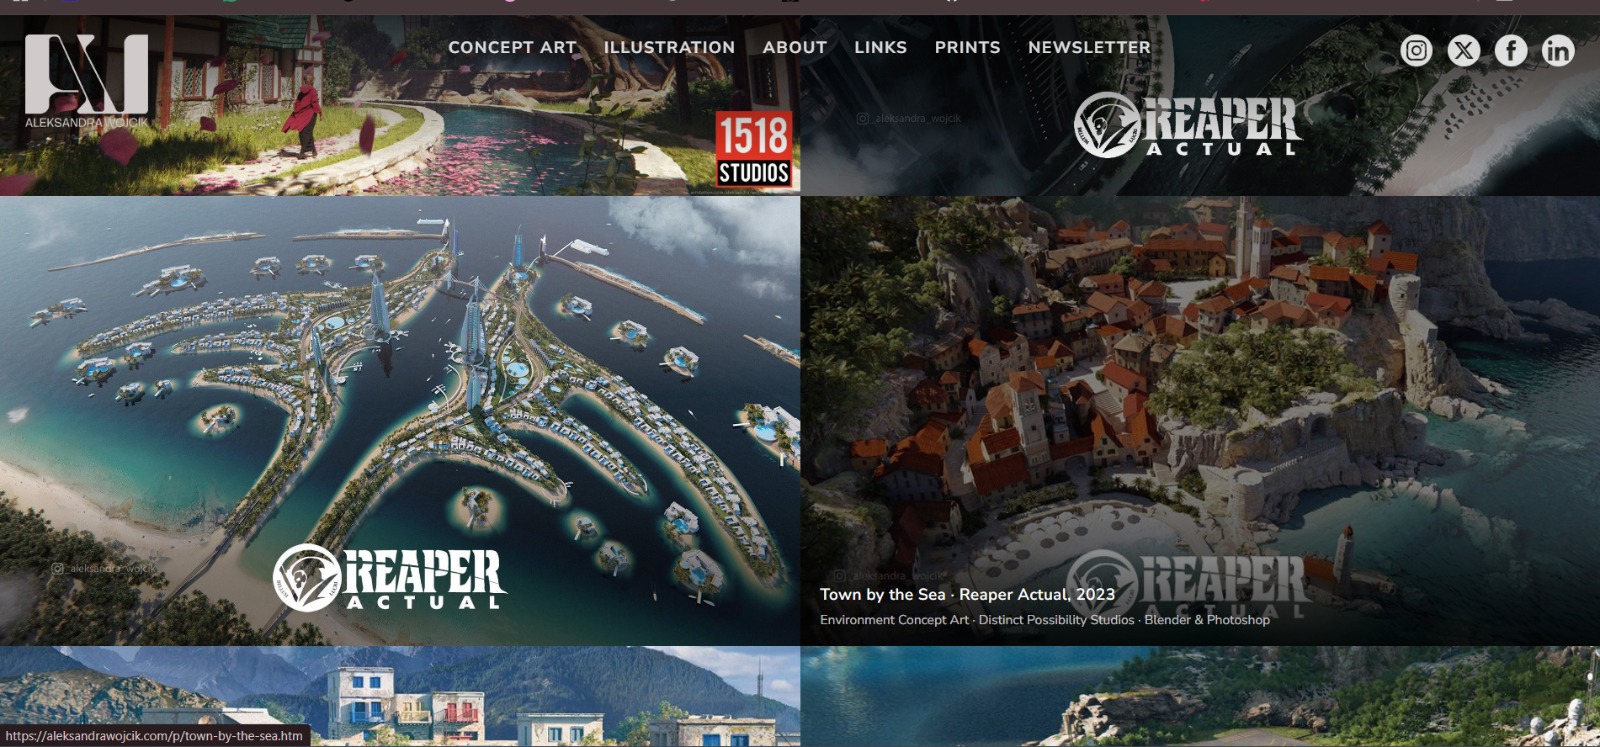 CONCEPT ART ILLUSTRATION ABOUT LINKS PRINTS NEWSLETTER
ALEKSANDRA WOJCIK
1518
STUDIOS
aleksandra_wojcik
REAPER
ACTUAL
aleksandra_wojcik
REAPER
ACTUAL
aleksandra_wojcik
REAPER
ACTUAL
Town by the Sea · Reaper Actual, 2023
Environment Concept Art · Distinct Possibility Studios · Blender & Photoshop
https://aleksandrawojcik.com/p/town-by-the-sea.htm